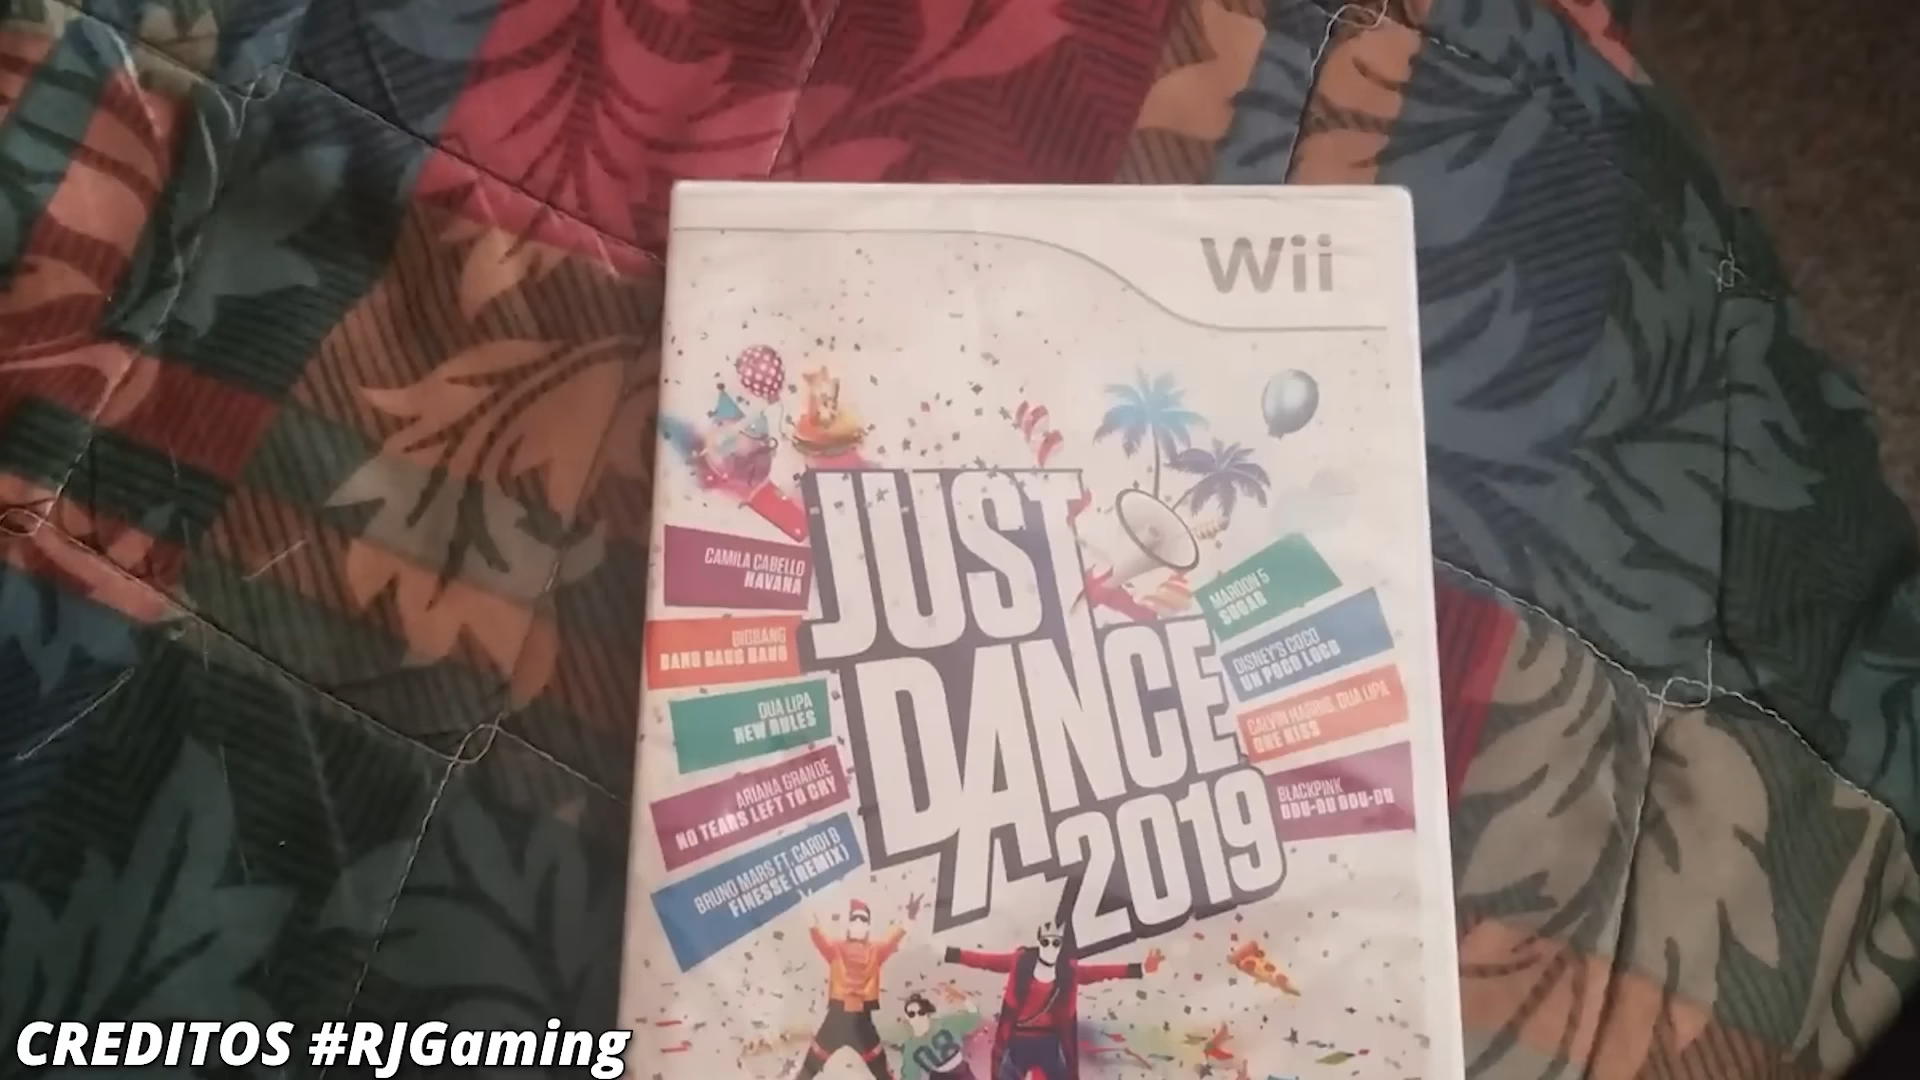 Wii
JUST
DANCE
2019
CAMILA CABELLO
HAVANA
BIGBANG
BANG BANG BANG
DUA LIPA
NEW RULES
ARIANA GRANDE
NO TEARS LEFT TO CRY
BRUNO MARS FT. CARDI B
FINESSE (REMIX)
MAROON 5
SUGAR
DISNEY'S COCO
UN POCO LOCO
CALVIN HARRIS, DUA LIPA
ONE KISS
BLACKPINK
DDU-DU DDU-DU
08
CREDITOS #RJGaming